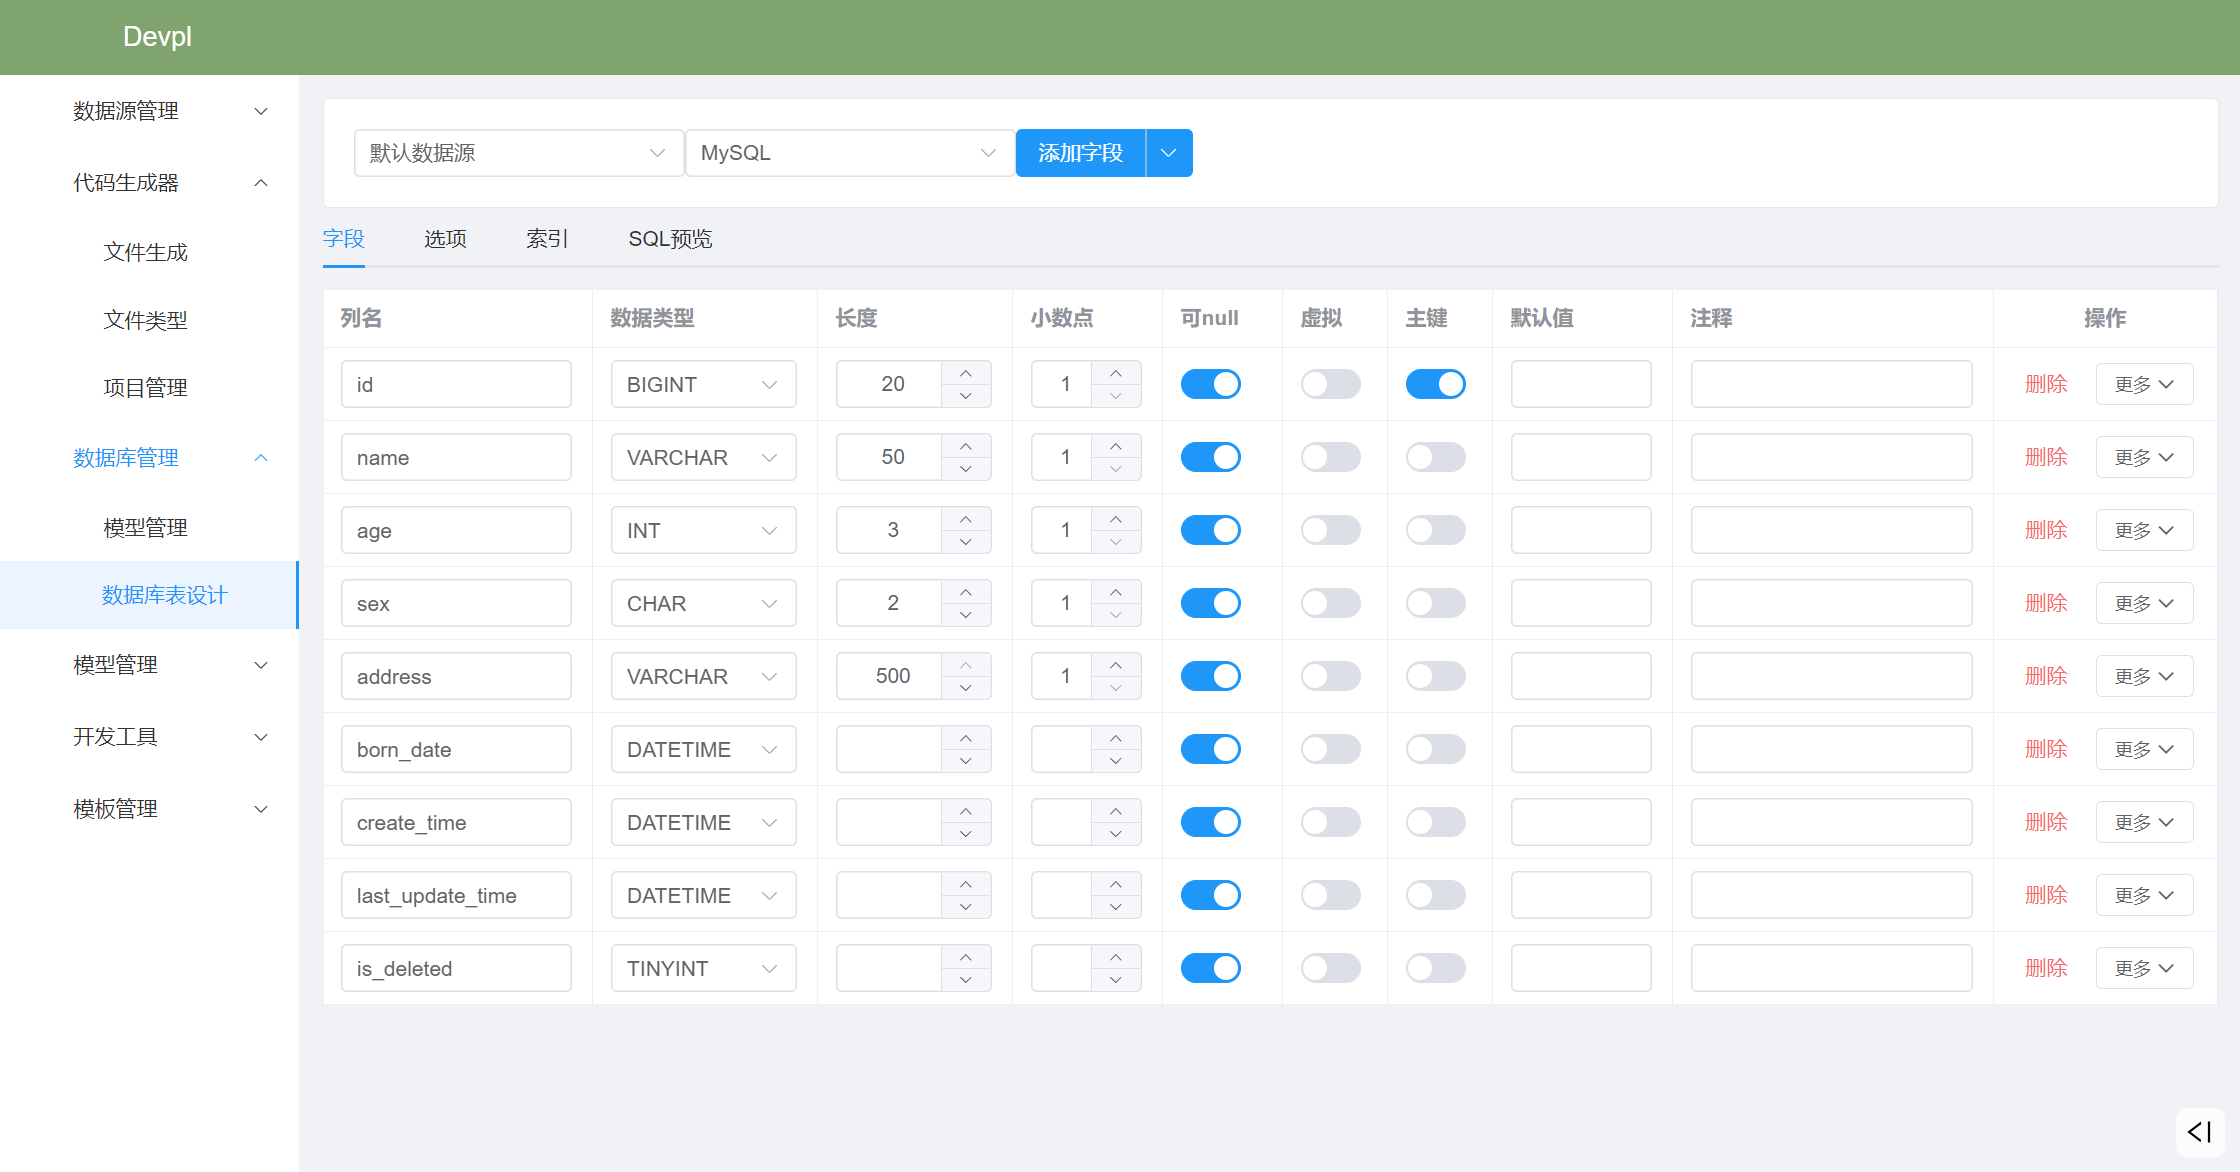 Devpl
数据源管理
代码生成器
文件生成
文件类型
项目管理
数据库管理
模型管理
数据库表设计
模型管理
开发工具
模板管理
默认数据源 MySQL 添加字段
字段 选项 索引 SQL预览
列名 数据类型 长度 小数点 可null 虚拟 主键 默认值 注释 操作
id BIGINT 20 1 删除 更多
name VARCHAR 50 1 删除 更多
age INT 3 1 删除 更多
sex CHAR 2 1 删除 更多
address VARCHAR 500 1 删除 更多
born_date DATETIME 删除 更多
create_time DATETIME 删除 更多
last_update_time DATETIME 删除 更多
is_deleted TINYINT 删除 更多